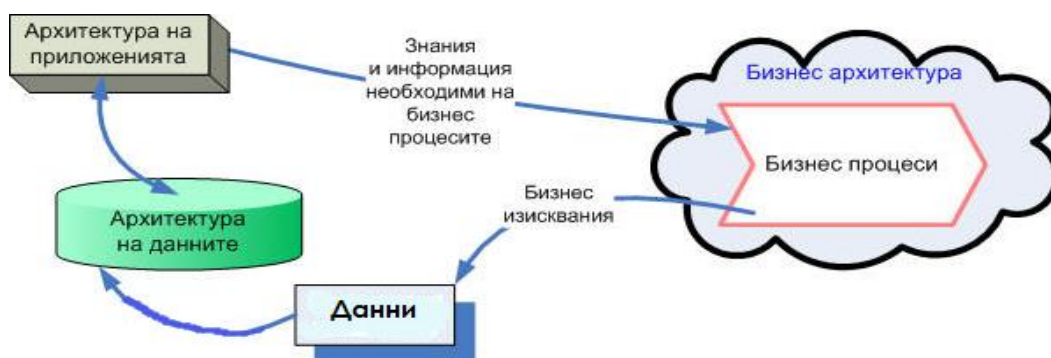 Архитектура на
приложенията
Знания
и информация
необходими на
бизнес
процесите
Бизнес архитектура
Бизнес процеси
Бизнес
изисквания
Архитектура
на данните
Данни